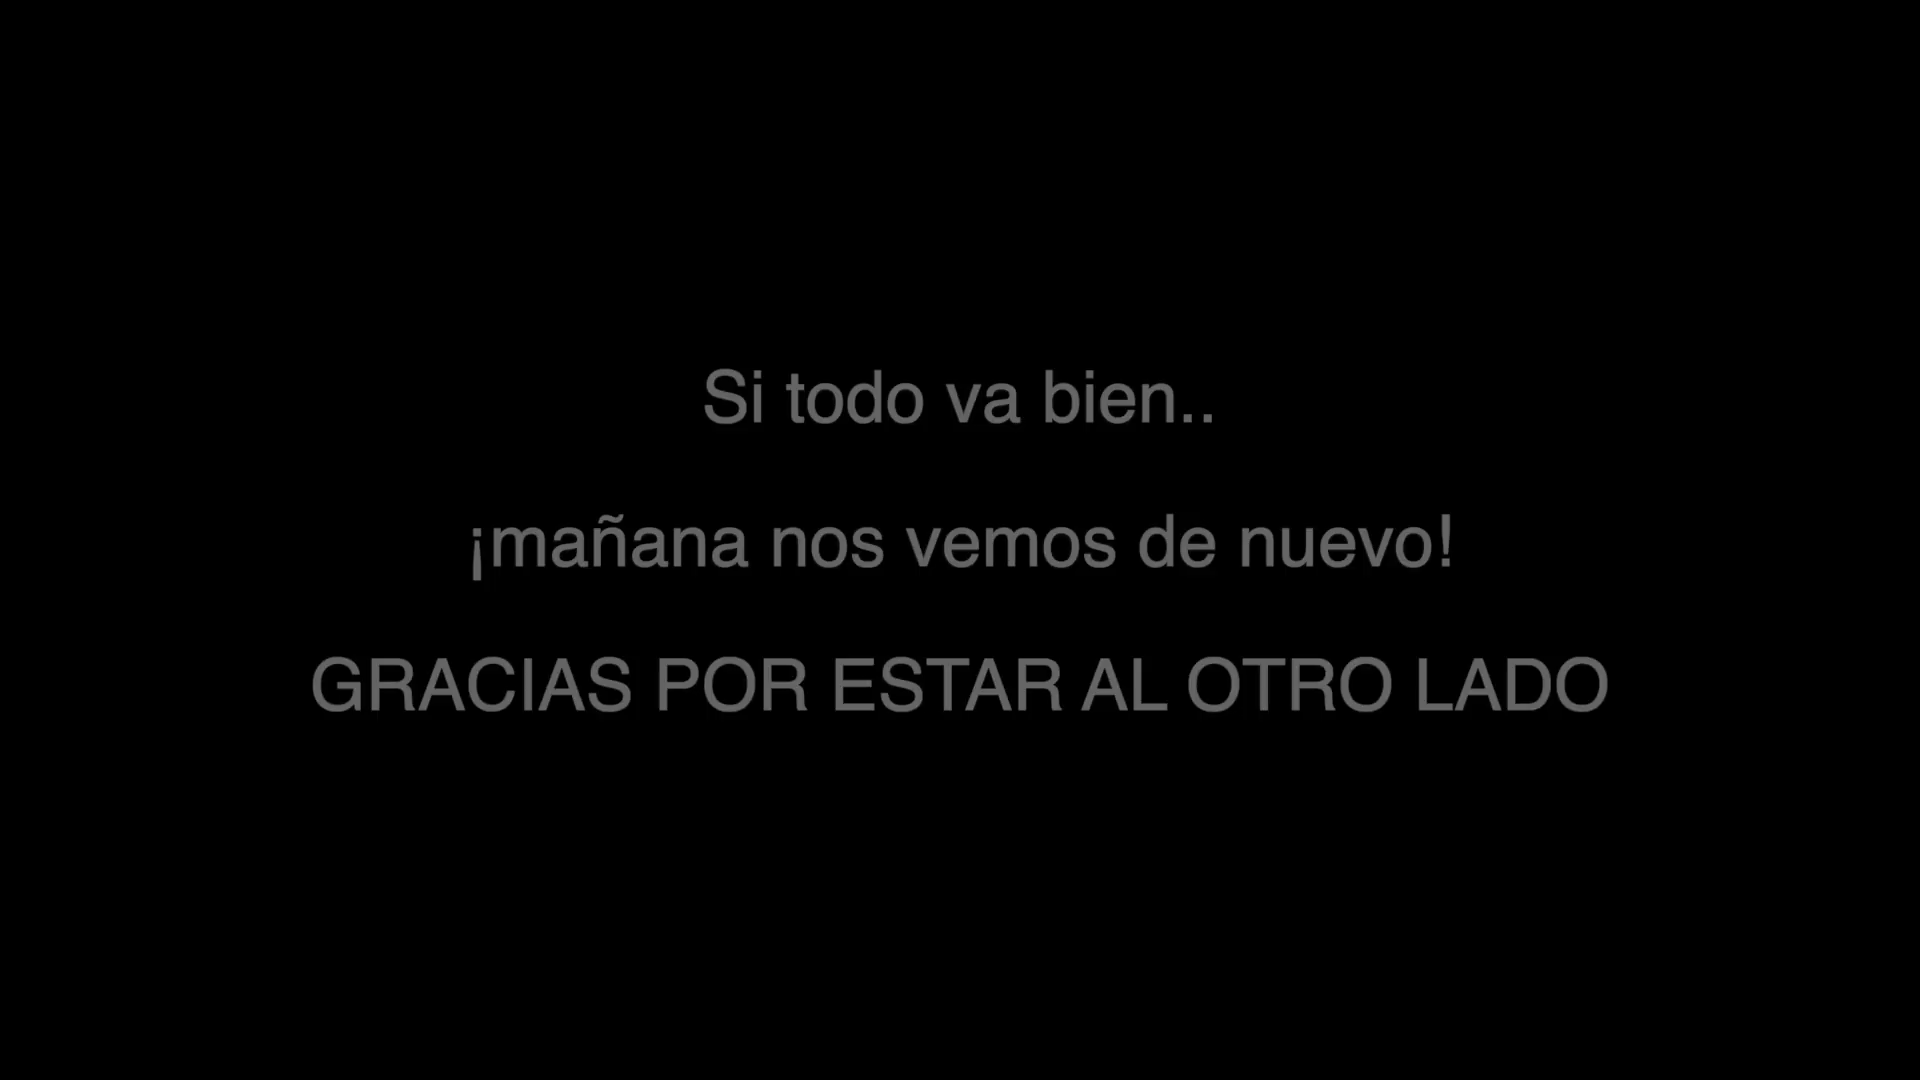 Si todo va bien..
¡mañana nos vemos de nuevo!
GRACIAS POR ESTAR AL OTRO LADO